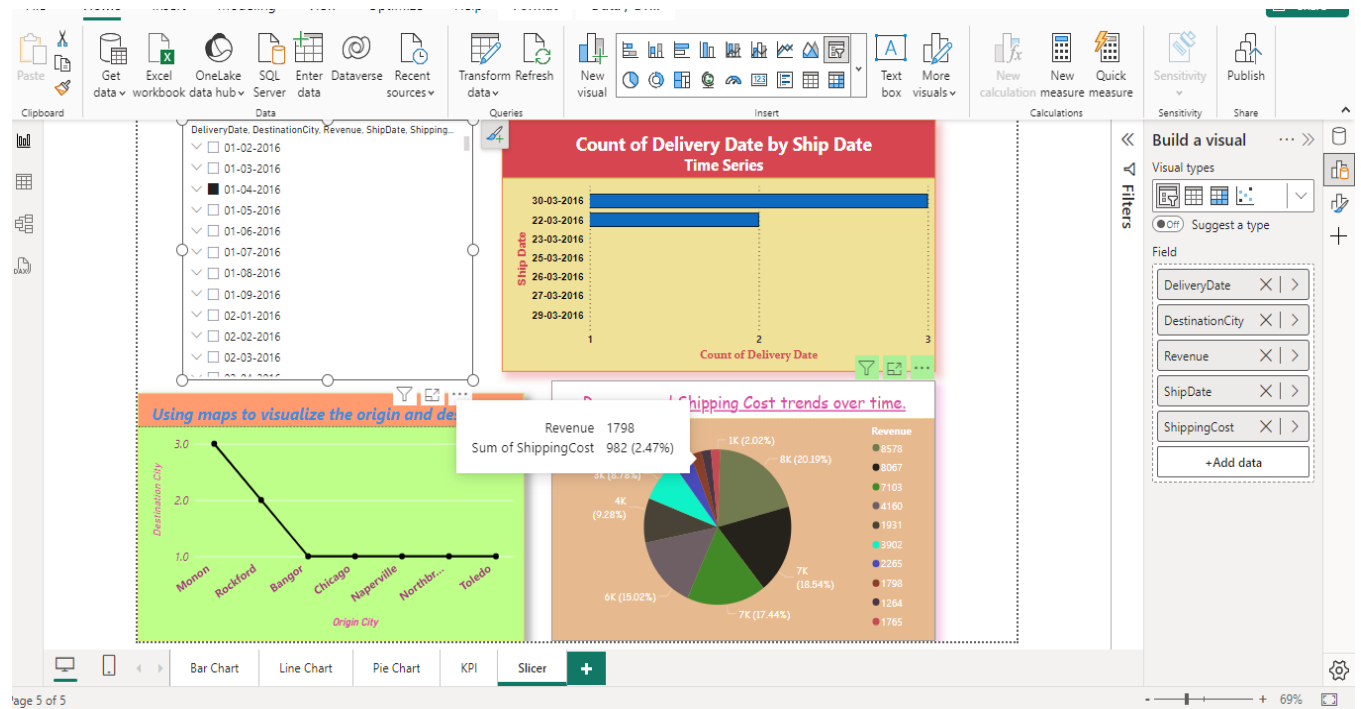 Home
Help
Paste
Get data
Excel workbook
OneLake data hub
SQL Server
Enter data
Dataverse
Recent sources
Transform data
Refresh
New visual
123
A
Text box
More visuals
New calculation
New measure
Quick measure
Sensitivity
Publish
Clipboard
Data
Queries
Insert
Calculations
Sensitivity
Share
DeliveryDate, DestinationCity, Revenue, ShipDate, Shipping...
01-02-2016
01-03-2016
01-04-2016
01-05-2016
01-06-2016
01-07-2016
01-08-2016
01-09-2016
02-01-2016
02-02-2016
02-03-2016
Count of Delivery Date by Ship Date
Time Series
Ship Date
30-03-2016
22-03-2016
23-03-2016
25-03-2016
26-03-2016
27-03-2016
29-03-2016
1 2 3
Count of Delivery Date
Using maps to visualize the origin and
Destination City
3.0
2.0
1.0
Monon
Rockford
Bangor
Chicago
Naperville
Northbr...
Toledo
Origin City
Shipping Cost trends over time.
Revenue 1798
Sum of ShippingCost 982 (2.47%)
1K (2.02%)
8K (20.19%)
7K (18.54%)
7K (17.44%)
6K (15.02%)
4K (9.28%)
Revenue
8578
8067
7103
4160
1931
3902
2265
1798
1264
1765
Filters
Build a visual
Visual types
Off Suggest a type
Field
DeliveryDate
DestinationCity
Revenue
ShipDate
ShippingCost
+Add data
DAX
Bar Chart
Line Chart
Pie Chart
KPI
Slicer
Page 5 of 5
69%